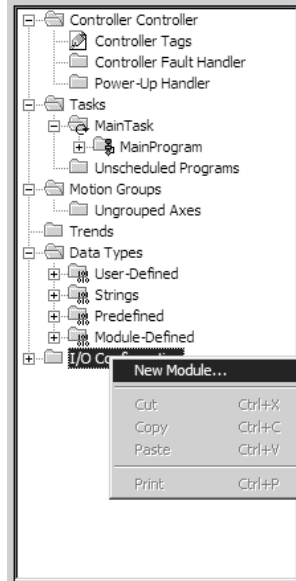 Controller Controller
Controller Tags
Controller Fault Handler
Power-Up Handler
Tasks
MainTask
MainProgram
Unscheduled Programs
Motion Groups
Ungrouped Axes
Trends
Data Types
User-Defined
Strings
Predefined
Module-Defined
I/O
New Module...
Cut Ctrl+X
Copy Ctrl+C
Paste Ctrl+V
Print Ctrl+P